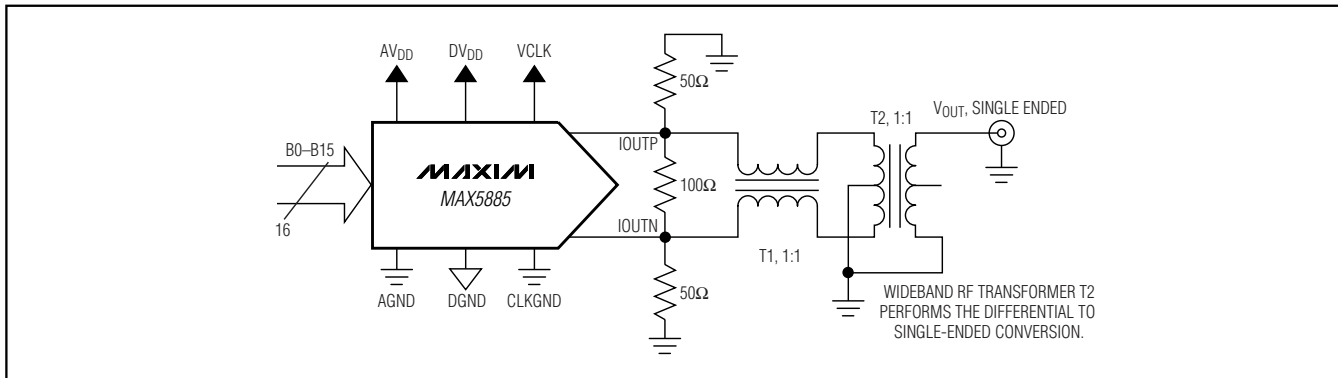 AVDD DVDD VCLK
50Ω
T2, 1:1
VOUT, SINGLE ENDED
IOUTP
B0–B15
MAXIM
MAX5885
100Ω
16
IOUTN
T1, 1:1
50Ω
AGND DGND CLKGND
WIDEBAND RF TRANSFORMER T2
PERFORMS THE DIFFERENTIAL TO
SINGLE-ENDED CONVERSION.